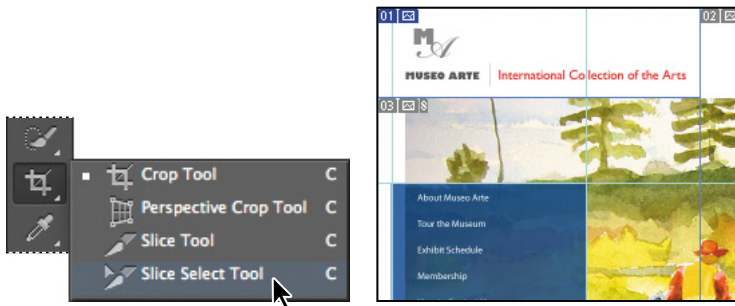 Crop Tool C
Perspective Crop Tool C
Slice Tool C
Slice Select Tool C
01
02
MA
MUSEO ARTE
International Collection of the Arts
03 8
About Museo Arte
Tour the Museum
Exhibit Schedule
Membership